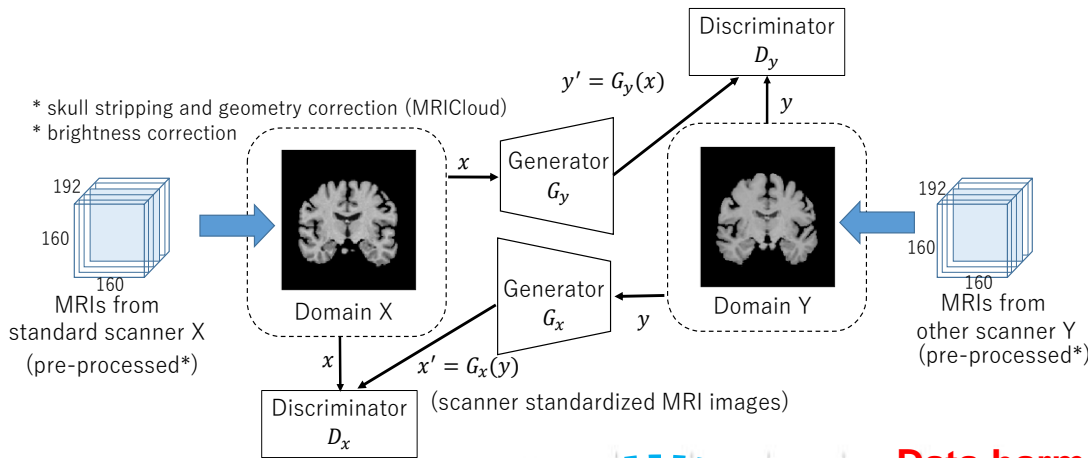 Discriminator
D_y
y′ = G_y(x)
y
* skull stripping and geometry correction (MRICloud)
* brightness correction
x
Generator
G_y
192
160
160
MRIs from
standard scanner X
(pre-processed*)
Domain X
Generator
G_x
y
Domain Y
192
160
160
MRIs from
other scanner Y
(pre-processed*)
x
x′ = G_x(y)
(scanner standardized MRI images)
Discriminator
D_x